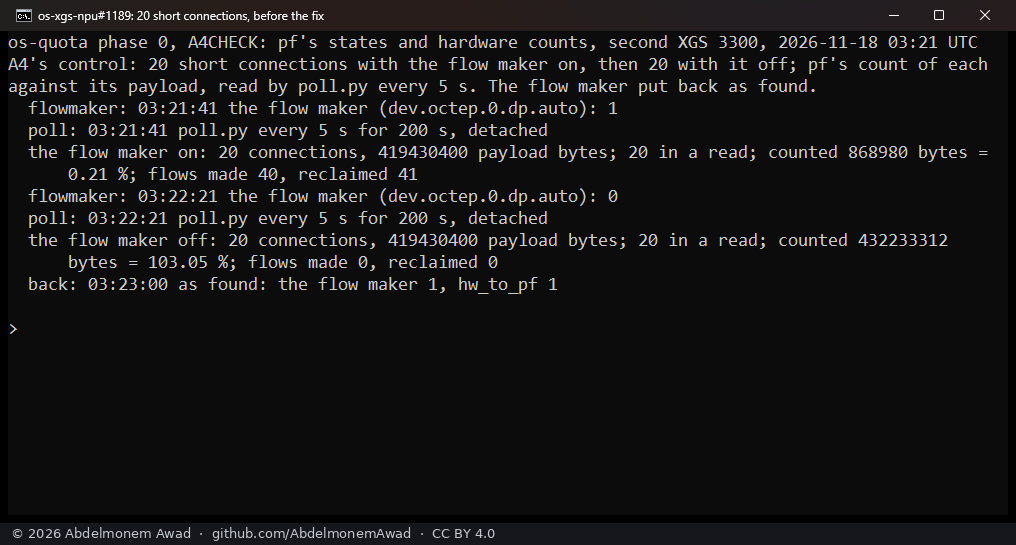 os-xgs-npu#1189: 20 short connections, before the fix
os-quota phase 0, A4CHECK: pf's states and hardware counts, second XGS 3300, 2026-11-18 03:21 UTC
A4's control: 20 short connections with the flow maker on, then 20 with it off; pf's count of each
against its payload, read by poll.py every 5 s. The flow maker put back as found.
flowmaker: 03:21:41 the flow maker (dev.octep.0.dp.auto): 1
poll: 03:21:41 poll.py every 5 s for 200 s, detached
the flow maker on: 20 connections, 419430400 payload bytes; 20 in a read; counted 868980 bytes =
0.21 %; flows made 40, reclaimed 41
flowmaker: 03:22:21 the flow maker (dev.octep.0.dp.auto): 0
poll: 03:22:21 poll.py every 5 s for 200 s, detached
the flow maker off: 20 connections, 419430400 payload bytes; 20 in a read; counted 432233312
bytes = 103.05 %; flows made 0, reclaimed 0
back: 03:23:00 as found: the flow maker 1, hw_to_pf 1
>
© 2026 Abdelmonem Awad · github.com/AbdelmonemAwad · CC BY 4.0